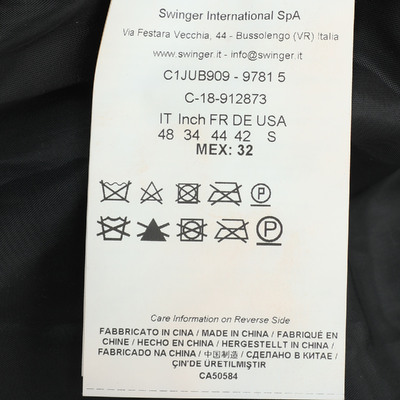 Swinger International SpA
Via Festara Vecchia, 44 - Bussolengo (VR) Italia
www.swinger.it - info@swinger.it
C1JUB909 - 9781 5
C-18-912873
IT Inch FR DE USA
48 34 44 42 S
MEX: 32
P
P
Care Information on Reverse Side
FABBRICATO IN CINA / MADE IN CHINA / FABRIQUÉ EN
CHINE / HECHO EN CHINA / HERGESTELLT IN CHINA /
FABRICADO NA CHINA / 中国制造 / СДЕЛАНО В КИТАЕ /
ÇİN'DE ÜRETİLMİŞTİR
CA50584